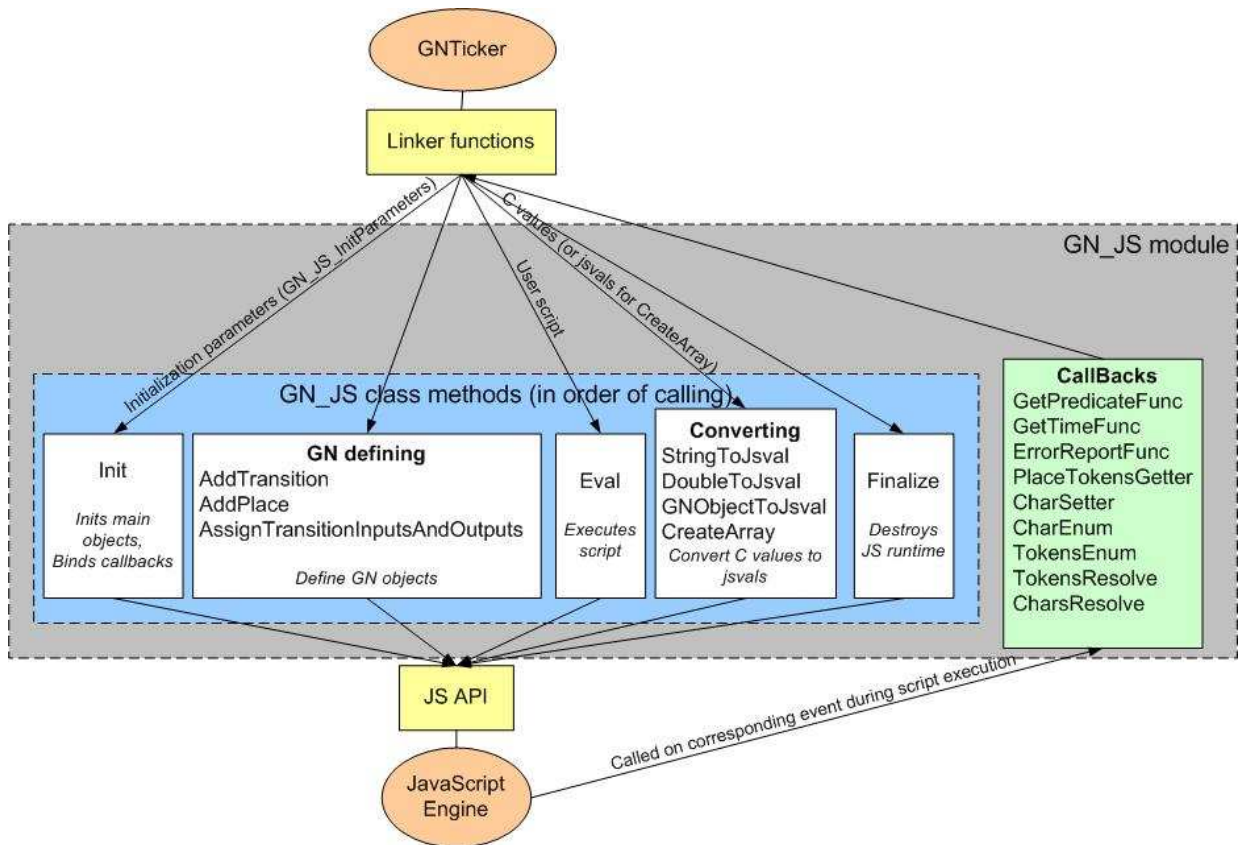 GNTicker
Linker functions
Initialization parameters (GN_JS_InitParameters)
User script
C values (or jsvals for CreateArray)
GN_JS module
GN_JS class methods (in order of calling)
Init
Inits main
objects,
Binds callbacks
GN defining
AddTransition
AddPlace
AssignTransitionInputsAndOutputs
Define GN objects
Eval
Executes
script
Converting
StringToJsval
DoubleToJsval
GNObjectToJsval
CreateArray
Convert C values to
jsvals
Finalize
Destroys
JS runtime
CallBacks
GetPredicateFunc
GetTimeFunc
ErrorReportFunc
PlaceTokensGetter
CharSetter
CharEnum
TokensEnum
TokensResolve
CharsResolve
JS API
Called on corresponding event during script execution
JavaScript
Engine